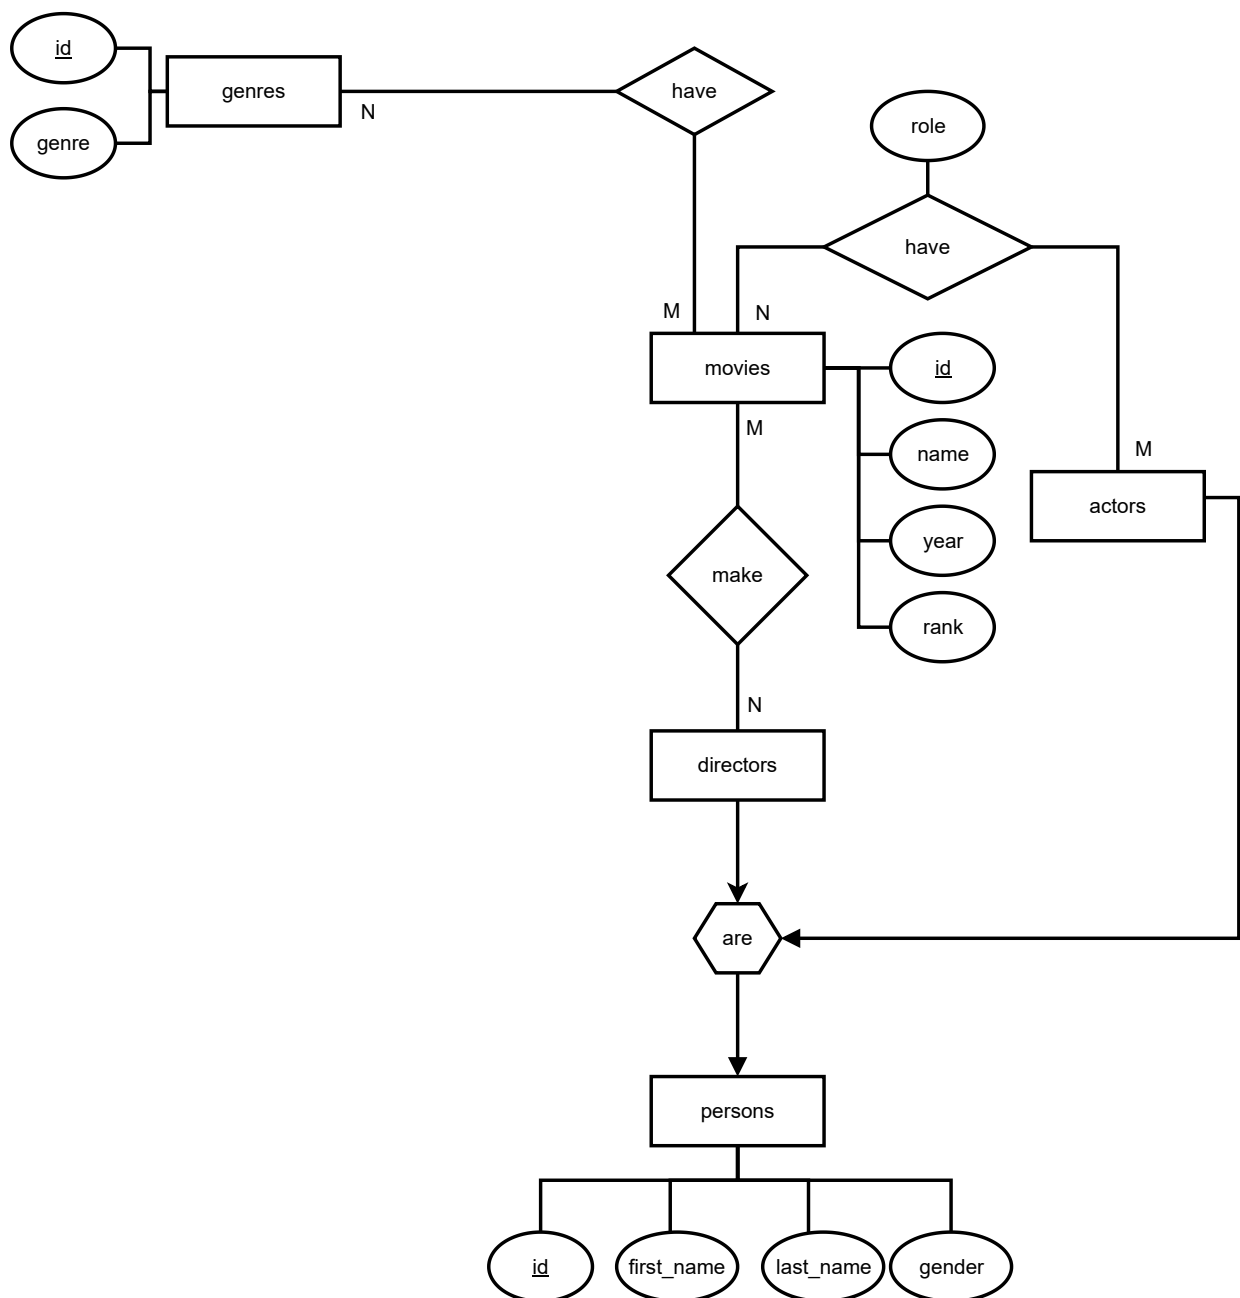 id
genres
have
N
genre
role
have
M
N
movies
id
M
name
M
actors
year
make
rank
N
directors
are
persons
id
first_name
last_name
gender